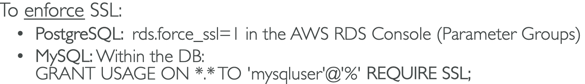 To enforce SSL:
• PostgreSQL: rds.force_ssl=1 in the AWS RDS Console (Parameter Groups)
• MySQL: Within the DB:
GRANT USAGE ON *.* TO 'mysqluser'@'%' REQUIRE SSL;